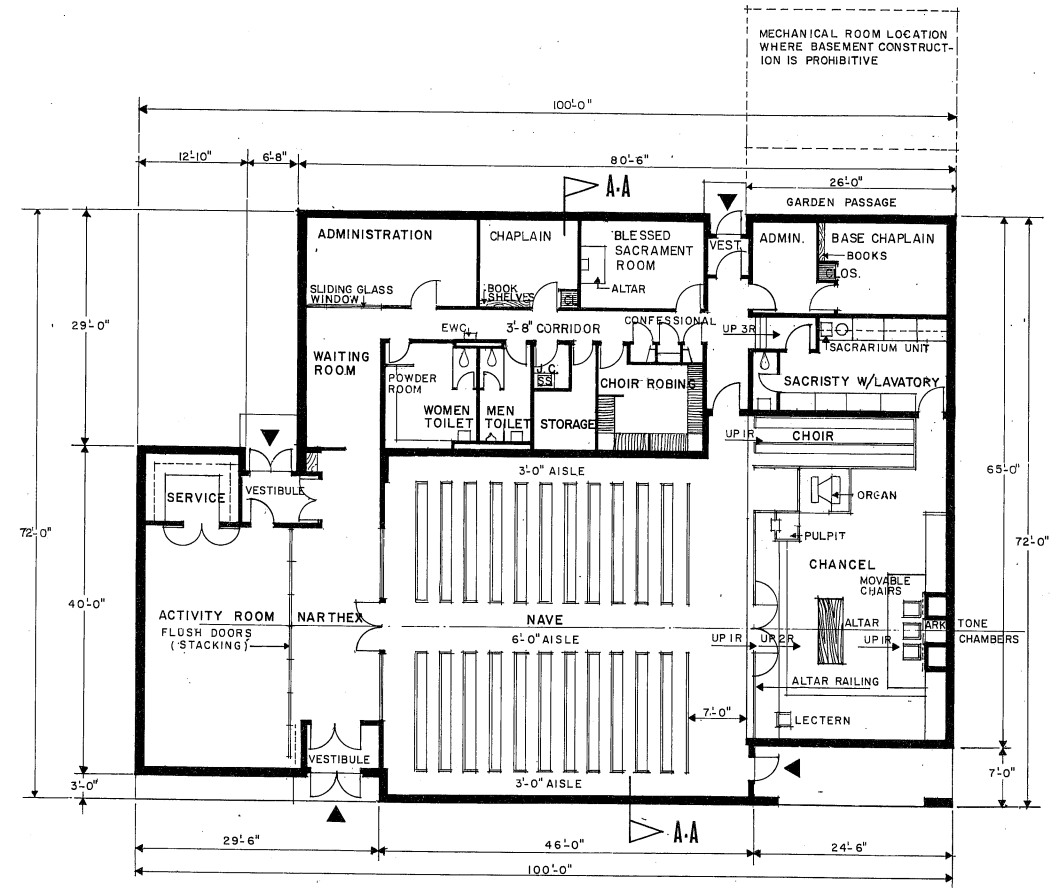 MECHANICAL ROOM LOCATION
WHERE BASEMENT CONSTRUCT-
ION IS PROHIBITIVE
100'-0"
12'-10"
6'-8"
80'-6"
A.A
26'-0"
GARDEN PASSAGE
ADMINISTRATION
CHAPLAIN
BLESSED
SACRAMENT
ROOM
VEST.
ADMIN.
BASE CHAPLAIN
BOOKS
CLOS.
ALTAR
SLIDING GLASS
WINDOW
BOOK
SHELVES
CL
29'-0"
EWC
3'-8" CORRIDOR
CONFESSIONAL
UP 3R
SACRARIUM UNIT
WAITING
ROOM
POWDER
ROOM
J.C.
SS
CHOIR ROBING
SACRISTY W/LAVATORY
WOMEN
TOILET
MEN
TOILET
STORAGE
UP 1R
CHOIR
65'-0"
3'-0" AISLE
VESTIBULE
SERVICE
ORGAN
72'-0"
72'-0"
PULPIT
CHANCEL
MOVABLE
CHAIRS
40'-0"
ACTIVITY ROOM
NARTHEX
NAVE
ALTAR
ARK
TONE
CHAMBERS
FLUSH DOORS
(STACKING)
6'-0" AISLE
UP 1R
UP 2R
UP 1R
ALTAR RAILING
7'-0"
LECTERN
VESTIBULE
3'-0"
3'-0" AISLE
7'-0"
A.A
29'-6"
46'-0"
24'-6"
100'-0"